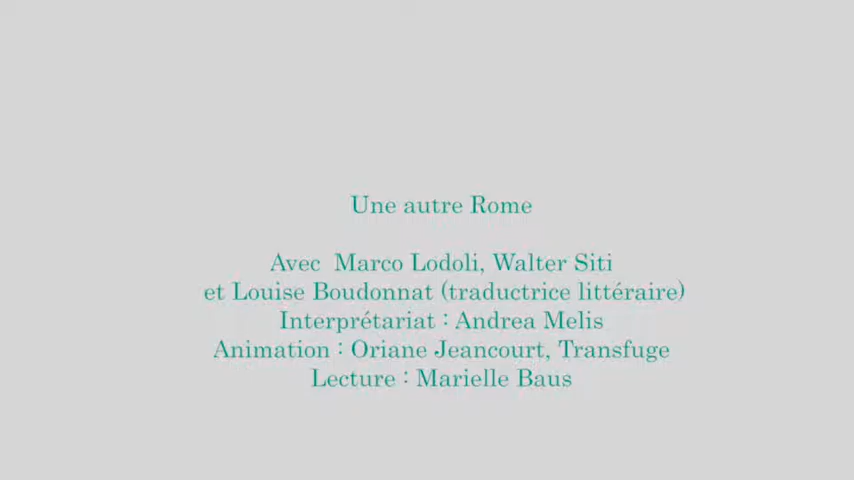 Une autre Rome
Avec Marco Lodoli, Walter Siti
et Louise Boudonnat (traductrice littéraire)
Interprétariat : Andrea Melis
Animation : Oriane Jeancourt, Transfuge
Lecture : Marielle Baus